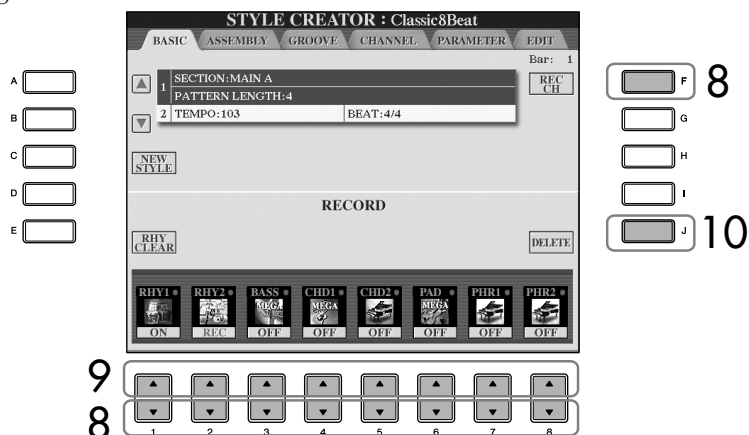 STYLE CREATOR : Classic8Beat
BASIC ASSEMBLY GROOVE CHANNEL PARAMETER EDIT
Bar: 1
1 SECTION:MAIN A
PATTERN LENGTH:4
REC CH
2 TEMPO:103 BEAT:4/4
NEW STYLE
RECORD
RHY CLEAR
DELETE
RHY1 RHY2 BASS CHD1 CHD2 PAD PHR1 PHR2
MEGA MEGA MEGA
ON REC OFF OFF OFF OFF OFF OFF
A
B
C
D
E
F 8
G
H
I
J 10
9
8
1 2 3 4 5 6 7 8